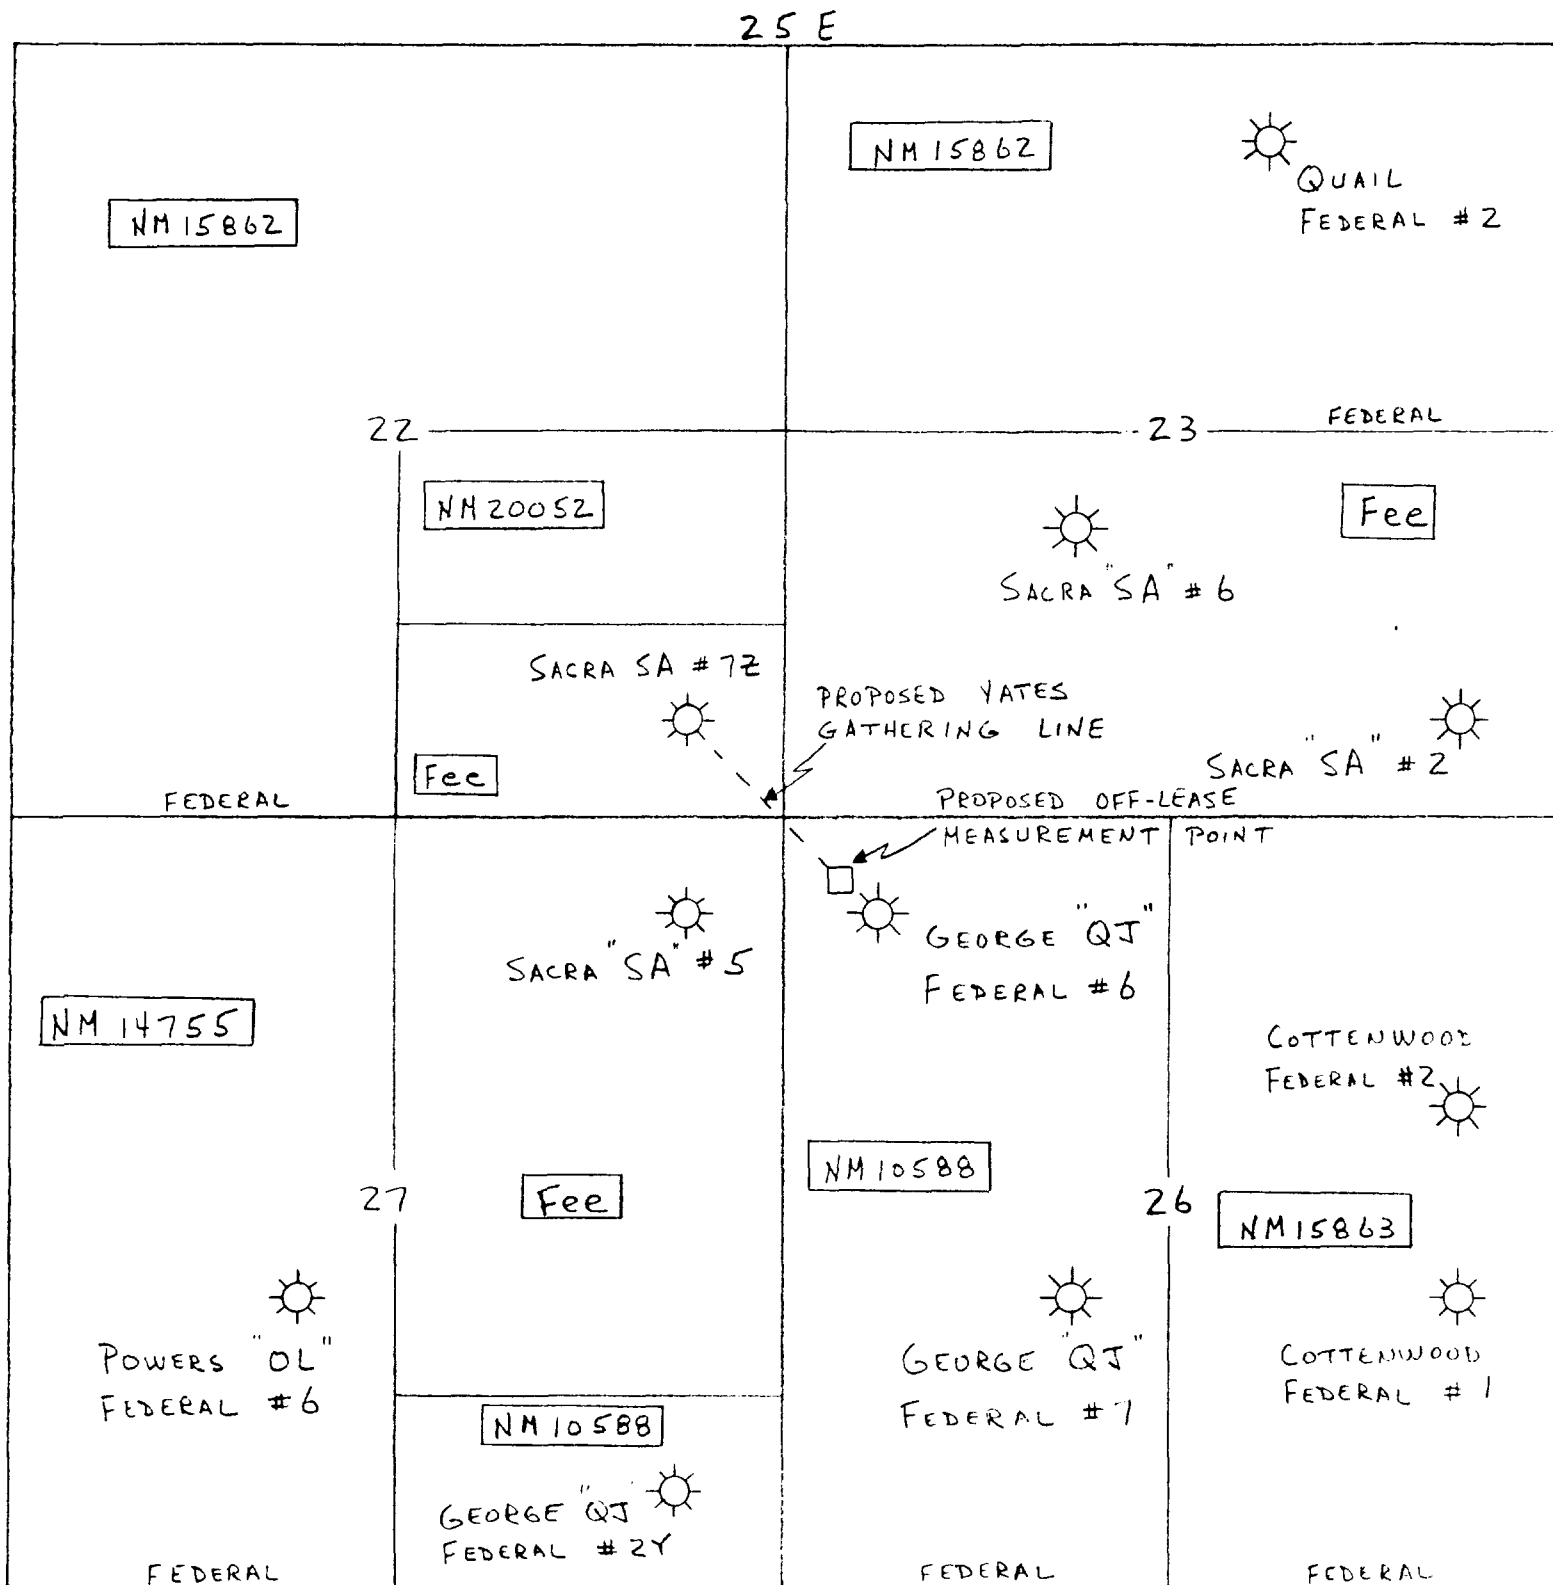 25 E
NM 15862
QUAIL
FEDERAL # 2
NM 15862
22
23
FEDERAL
NM 20052
Fee
SACRA "SA" # 6
SACRA SA # 7Z
PROPOSED YATES
GATHERING LINE
SACRA "SA" # 2
Fee
FEDERAL
PROPOSED OFF-LEASE
MEASUREMENT POINT
SACRA "SA" # 5
GEORGE "QJ"
FEDERAL # 6
NM 14755
COTTENWOOD
FEDERAL #2
NM 10588
27
Fee
26
NM 15863
POWERS "OL"
FEDERAL # 6
GEORGE "QJ"
FEDERAL # 7
COTTENWOOD
FEDERAL # 1
NM 10588
GEORGE "QJ"
FEDERAL # 2Y
FEDERAL
FEDERAL
FEDERAL